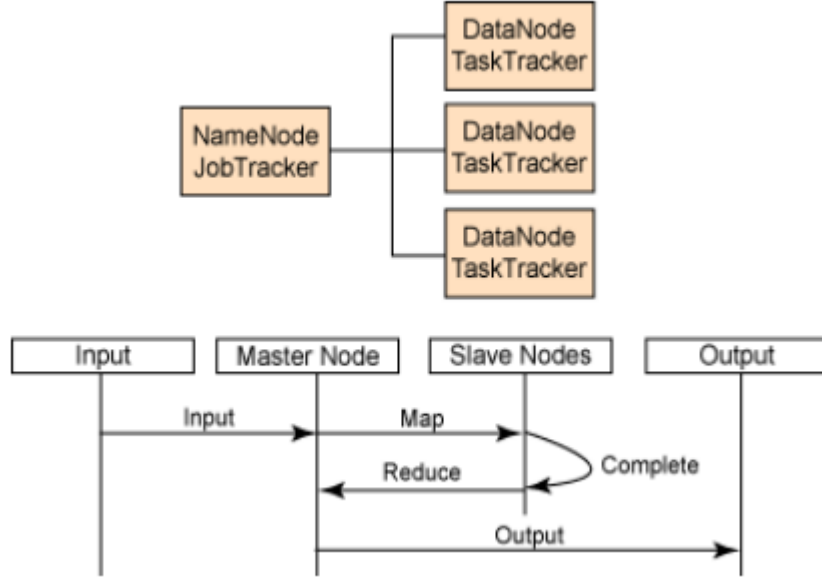 DataNode
TaskTracker
NameNode
JobTracker
DataNode
TaskTracker
DataNode
TaskTracker
Input
Master Node
Slave Nodes
Output
Input
Map
Complete
Reduce
Output